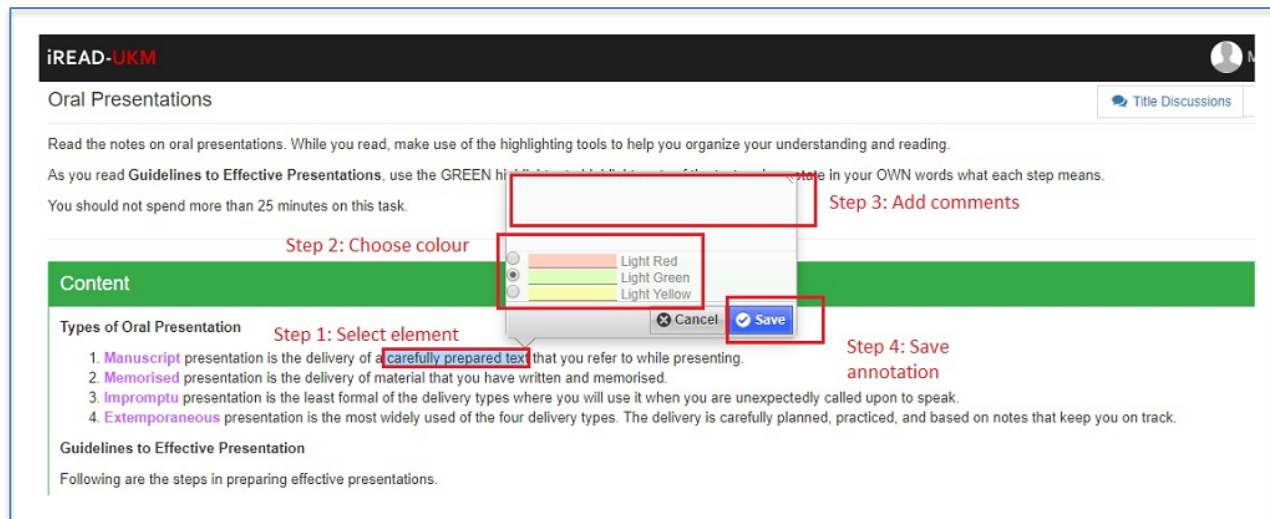 iREAD-UKM
Oral Presentations
Title Discussions
Read the notes on oral presentations. While you read, make use of the highlighting tools to help you organize your understanding and reading.
As you read Guidelines to Effective Presentations, use the GREEN in your OWN words what each step means.
You should not spend more than 25 minutes on this task.
Step 3: Add comments
Step 2: Choose colour
Light Red
Light Green
Light Yellow
Content
Cancel Save
Types of Oral Presentation
Step 1: Select element
Step 4: Save
annotation
1. Manuscript presentation is the delivery of a carefully prepared text that you refer to while presenting.
2. Memorised presentation is the delivery of material that you have written and memorised.
3. Impromptu presentation is the least formal of the delivery types where you will use it when you are unexpectedly called upon to speak.
4. Extemporaneous presentation is the most widely used of the four delivery types. The delivery is carefully planned, practiced, and based on notes that keep you on track.
Guidelines to Effective Presentation
Following are the steps in preparing effective presentations.